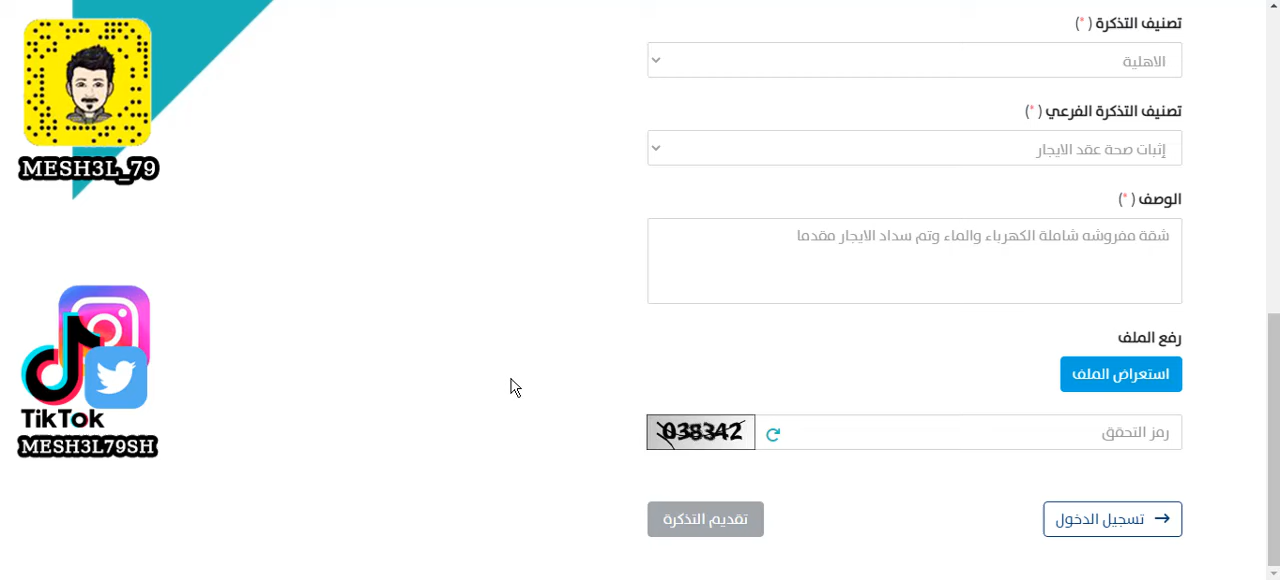 تصنيف التذكرة ( * )
الاهلية
تصنيف التذكرة الفرعي ( * )
إثبات صحة عقد الايجار
الوصف ( * )
شقة مفروشه شاملة الكهرباء والماء وتم سداد الايجار مقدما
رفع الملف
استعراض الملف
رمز التحقق
038342
تسجيل الدخول
تقديم التذكرة
MESH3L_79
TikTok
MESH3L79SH